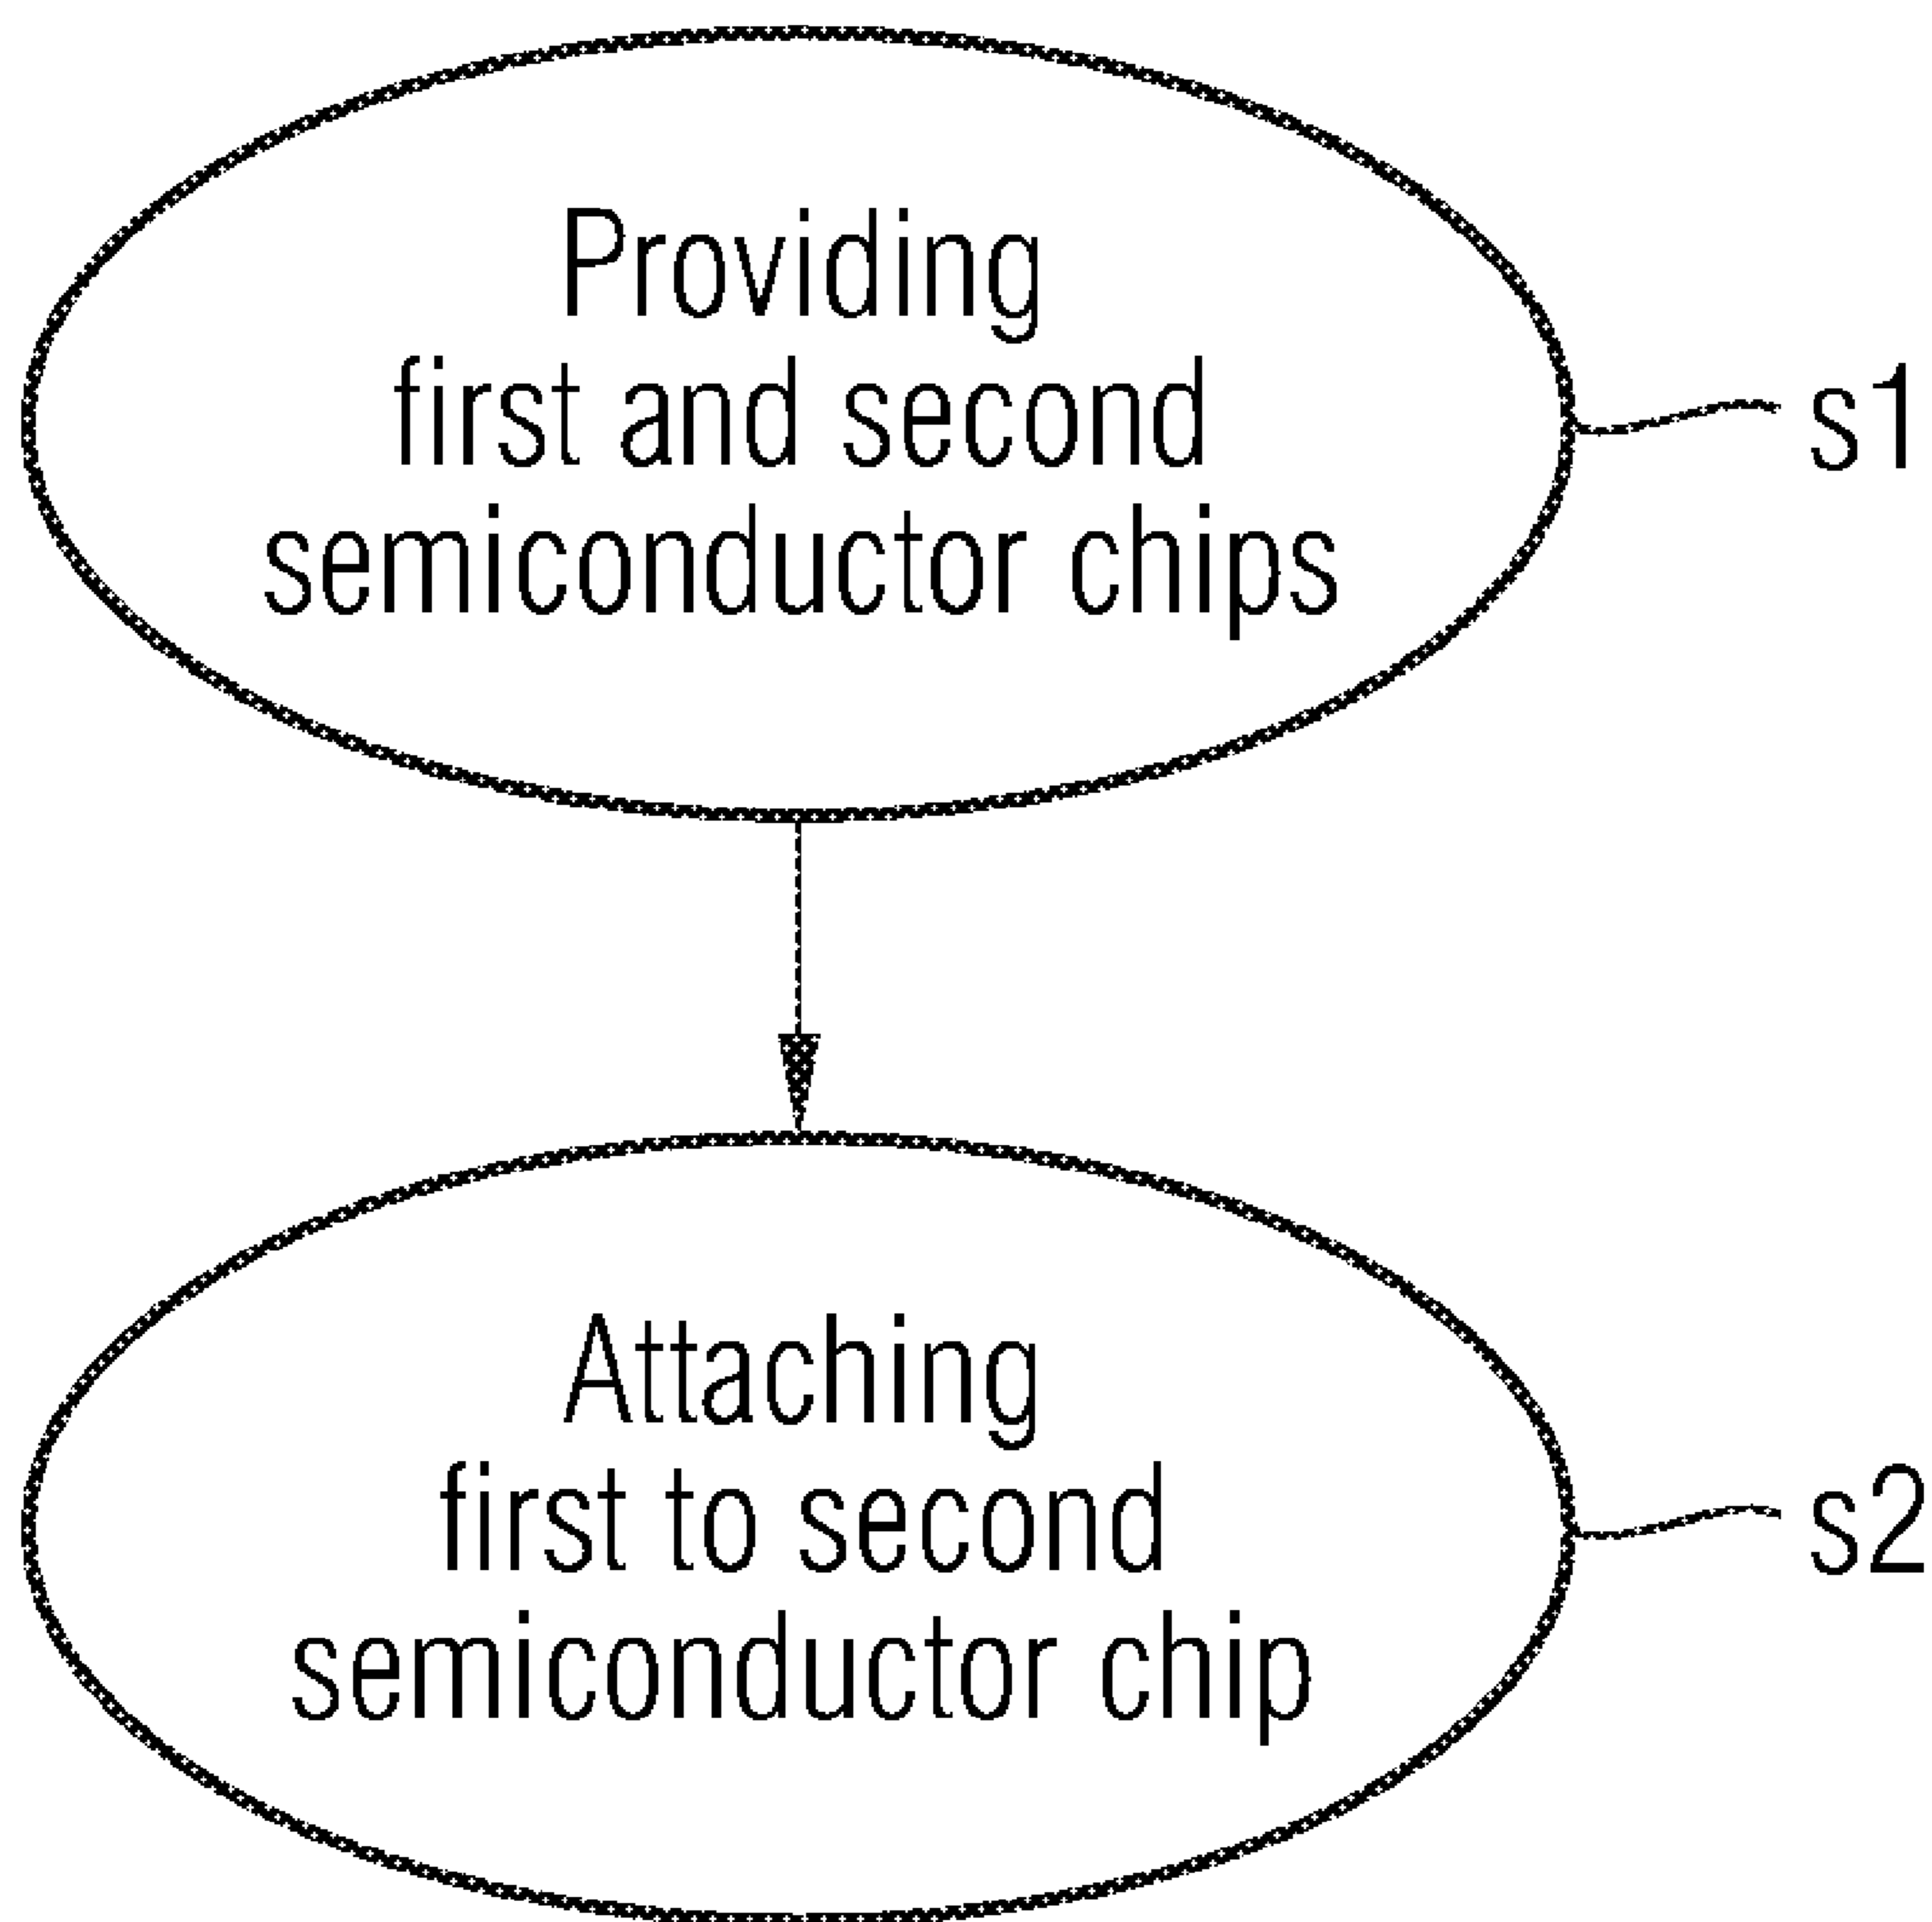 Providing
first and second
semiconductor chips
s1
Attaching
first to second
semiconductor chip
s2